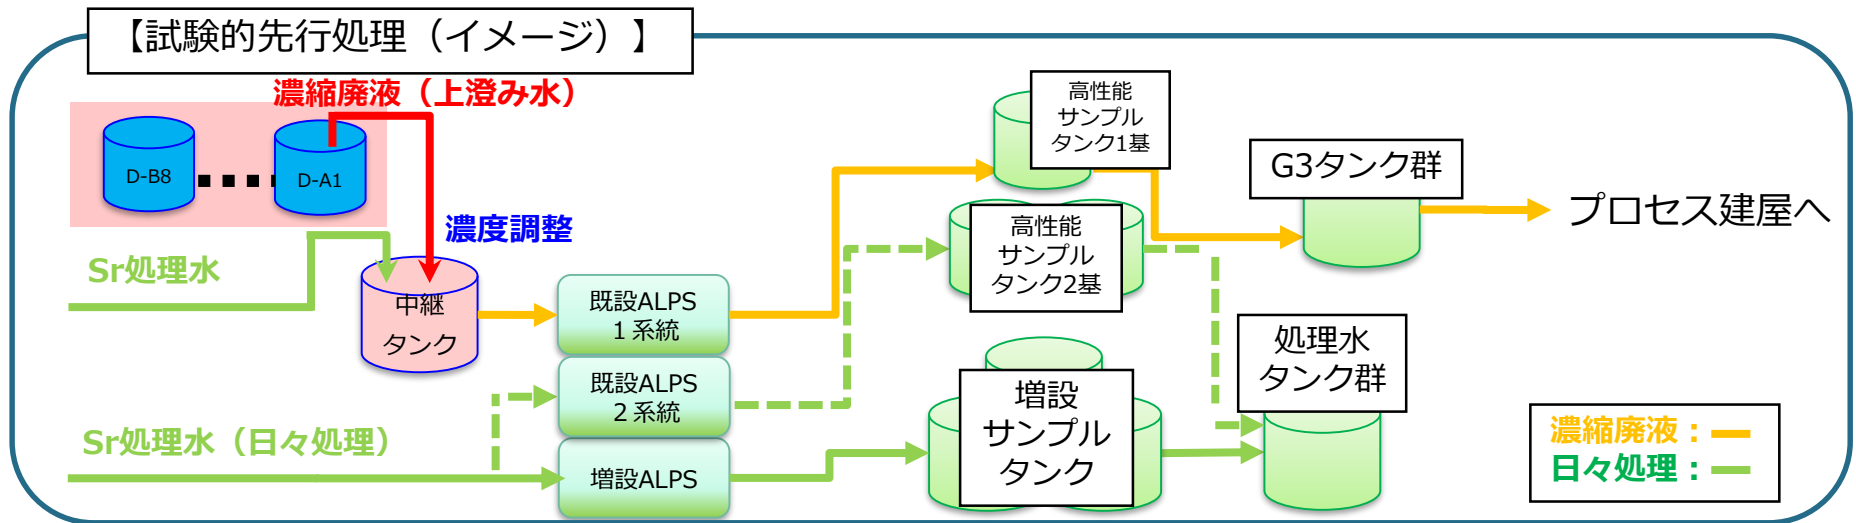 【試験的先行処理（イメージ）】
濃縮廃液（上澄み水）
D-B8
D-A1
濃度調整
Sr処理水
中継
タンク
既設ALPS
１系統
既設ALPS
２系統
増設ALPS
Sr処理水（日々処理）
高性能
サンプル
タンク1基
高性能
サンプル
タンク2基
増設
サンプル
タンク
G3タンク群
プロセス建屋へ
処理水
タンク群
濃縮廃液：
日々処理：